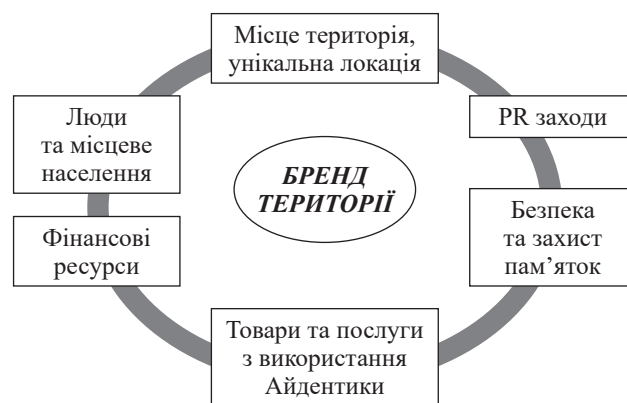 Місце територія,
унікальна локація
Люди
та місцеве
населення
PR заходи
БРЕНД
ТЕРИТОРІЇ
Фінансові
ресурси
Безпека
та захист
пам’яток
Товари та послуги
з використання
Айдентики